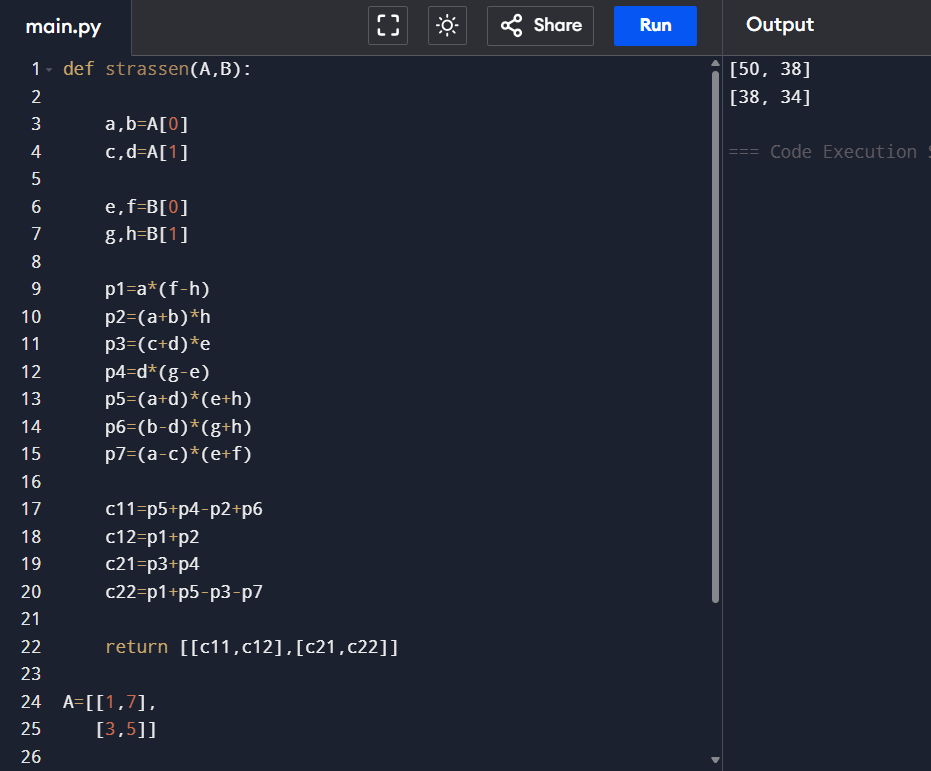 main.py Share Run Output
1 def strassen(A,B):
2
3 a,b=A[0]
4 c,d=A[1]
5
6 e,f=B[0]
7 g,h=B[1]
8
9 p1=a*(f-h)
10 p2=(a+b)*h
11 p3=(c+d)*e
12 p4=d*(g-e)
13 p5=(a+d)*(e+h)
14 p6=(b-d)*(g+h)
15 p7=(a-c)*(e+f)
16
17 c11=p5+p4-p2+p6
18 c12=p1+p2
19 c21=p3+p4
20 c22=p1+p5-p3-p7
21
22 return [[c11,c12],[c21,c22]]
23
24 A=[[1,7],
25 [3,5]]
26
[50, 38]
[38, 34]
=== Code Execution